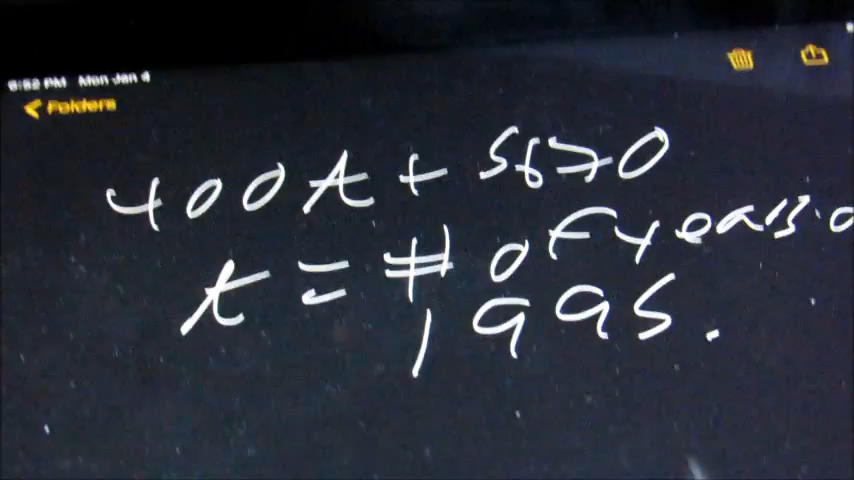 6:52 PM Mon Jan 4
Folders
400t + 5670
t = # of years
1995.